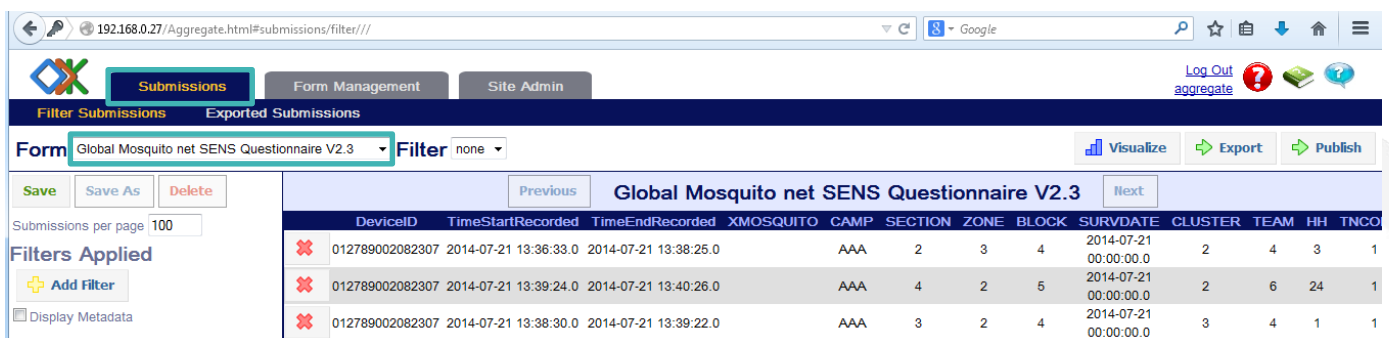 192.168.0.27/Aggregate.html#submissions/filter///
8 Google
Submissions Form Management Site Admin
Log Out
aggregate
Filter Submissions Exported Submissions
Form Global Mosquito net SENS Questionnaire V2.3 Filter none
Visualize Export Publish
Save Save As Delete
Previous Global Mosquito net SENS Questionnaire V2.3 Next
Submissions per page 100
Filters Applied
Add Filter
Display Metadata
DeviceID TimeStartRecorded TimeEndRecorded XMOSQUITO CAMP SECTION ZONE BLOCK SURVDATE CLUSTER TEAM HH TNCO
012789002082307 2014-07-21 13:36:33.0 2014-07-21 13:38:25.0 AAA 2 3 4 2014-07-21 00:00:00.0 2 4 3 1
012789002082307 2014-07-21 13:39:24.0 2014-07-21 13:40:26.0 AAA 4 2 5 2014-07-21 00:00:00.0 2 6 24 1
012789002082307 2014-07-21 13:38:30.0 2014-07-21 13:39:22.0 AAA 3 2 4 2014-07-21 00:00:00.0 3 4 1 1